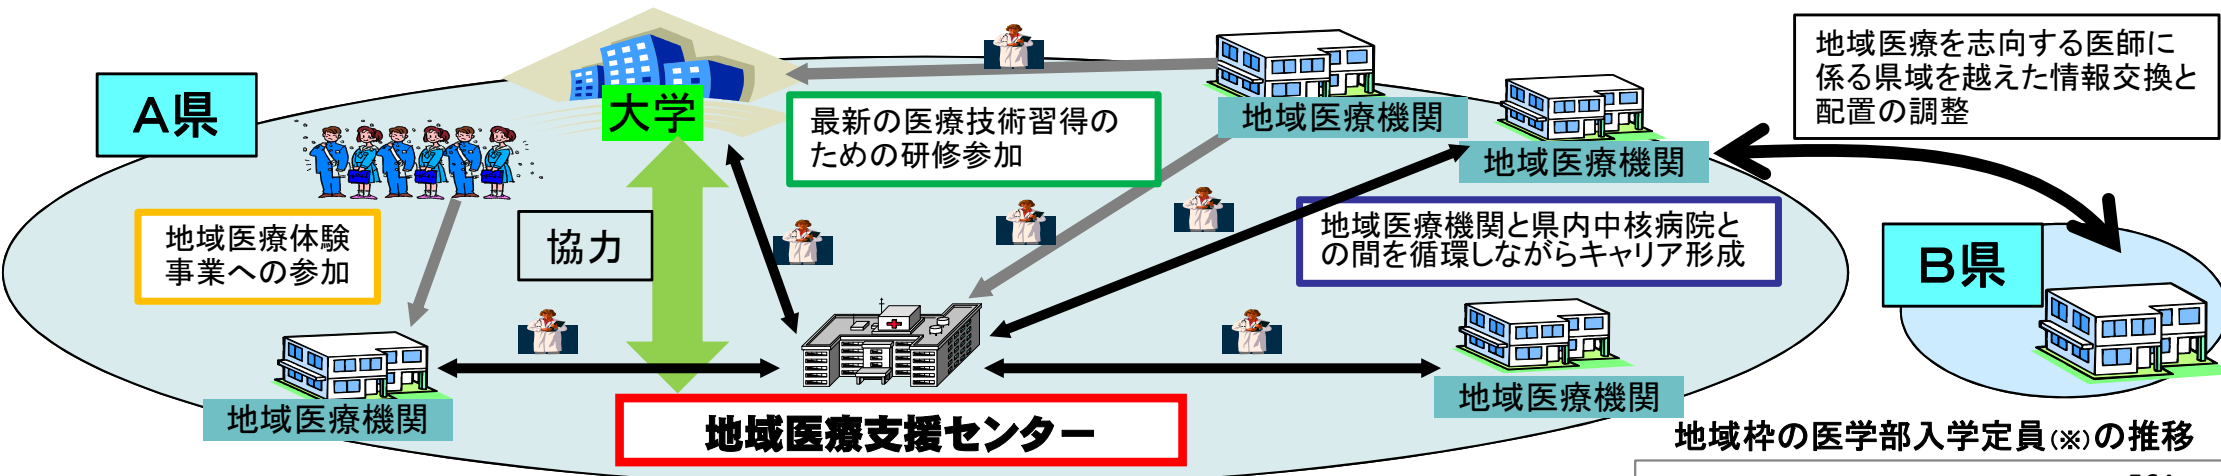 A県
大学
最新の医療技術習得の
ための研修参加
地域医療機関
地域医療機関
地域医療を志向する医師に
係る県域を越えた情報交換と
配置の調整
地域医療体験
事業への参加
協力
地域医療機関と県内中核病院と
の間を循環しながらキャリア形成
B県
地域医療機関
地域医療支援センター
地域医療機関
地域枠の医学部入学定員(※)の推移